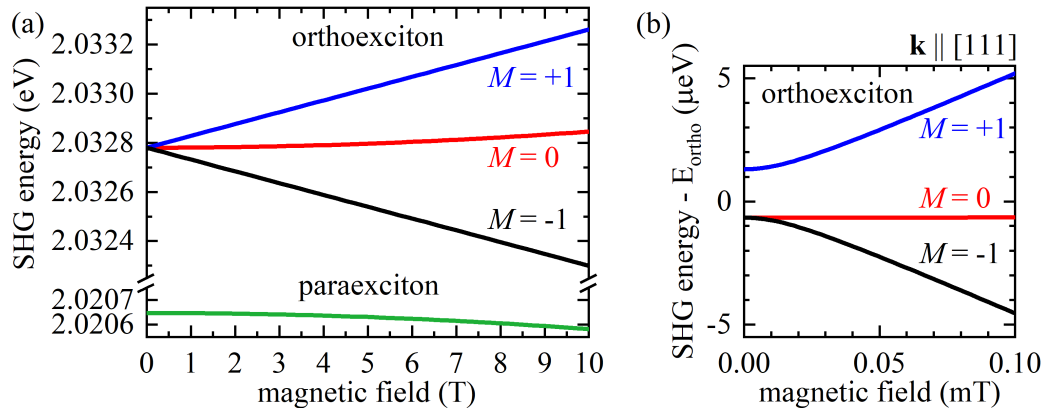 (a)
SHG energy (eV)
2.0332
2.0330
2.0328
2.0326
2.0324
2.0207
2.0206
orthoexciton
M = +1
M = 0
M = -1
paraexciton
0 1 2 3 4 5 6 7 8 9 10
magnetic field (T)
(b)
k || [111]
SHG energy - Eortho (μeV)
5
0
-5
orthoexciton
M = +1
M = 0
M = -1
0.00 0.05 0.10
magnetic field (mT)